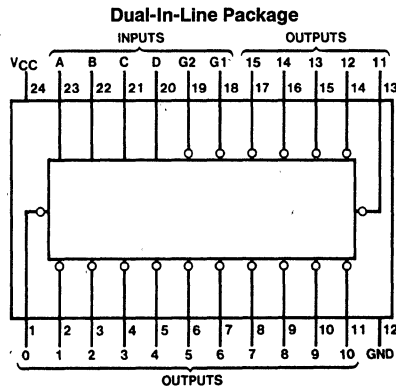 Dual-In-Line Package
INPUTS OUTPUTS
VCC A B C D G2 G1 15 14 13 12 11
24 23 22 21 20 19 18 17 16 15 14 13
1 2 3 4 5 6 7 8 9 10 11 12
0 1 2 3 4 5 6 7 8 9 10 GND
OUTPUTS